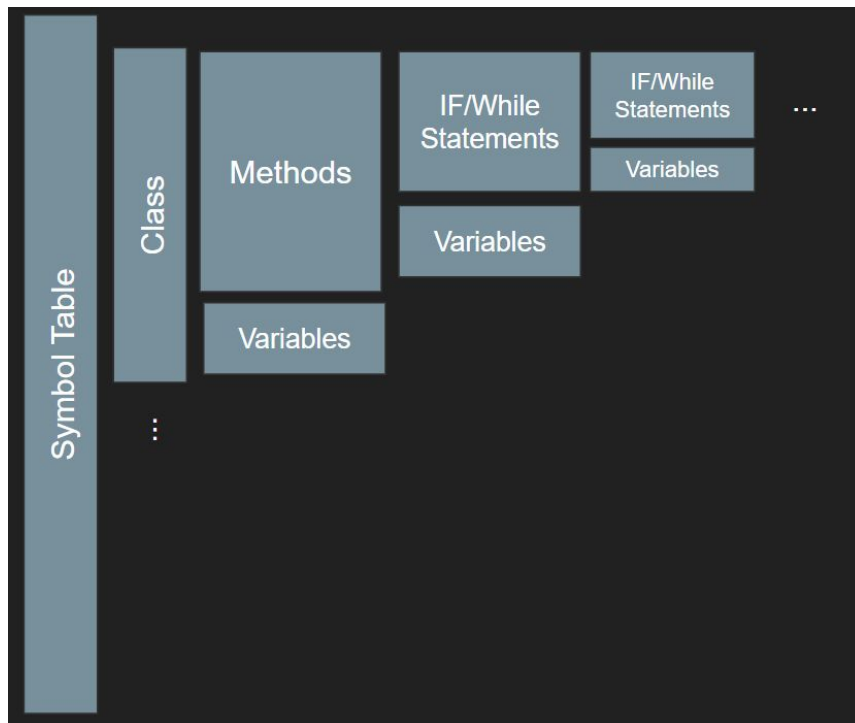 Symbol Table
Class
Methods
Variables
IF/While
Statements
Variables
IF/While
Statements
Variables
...
...